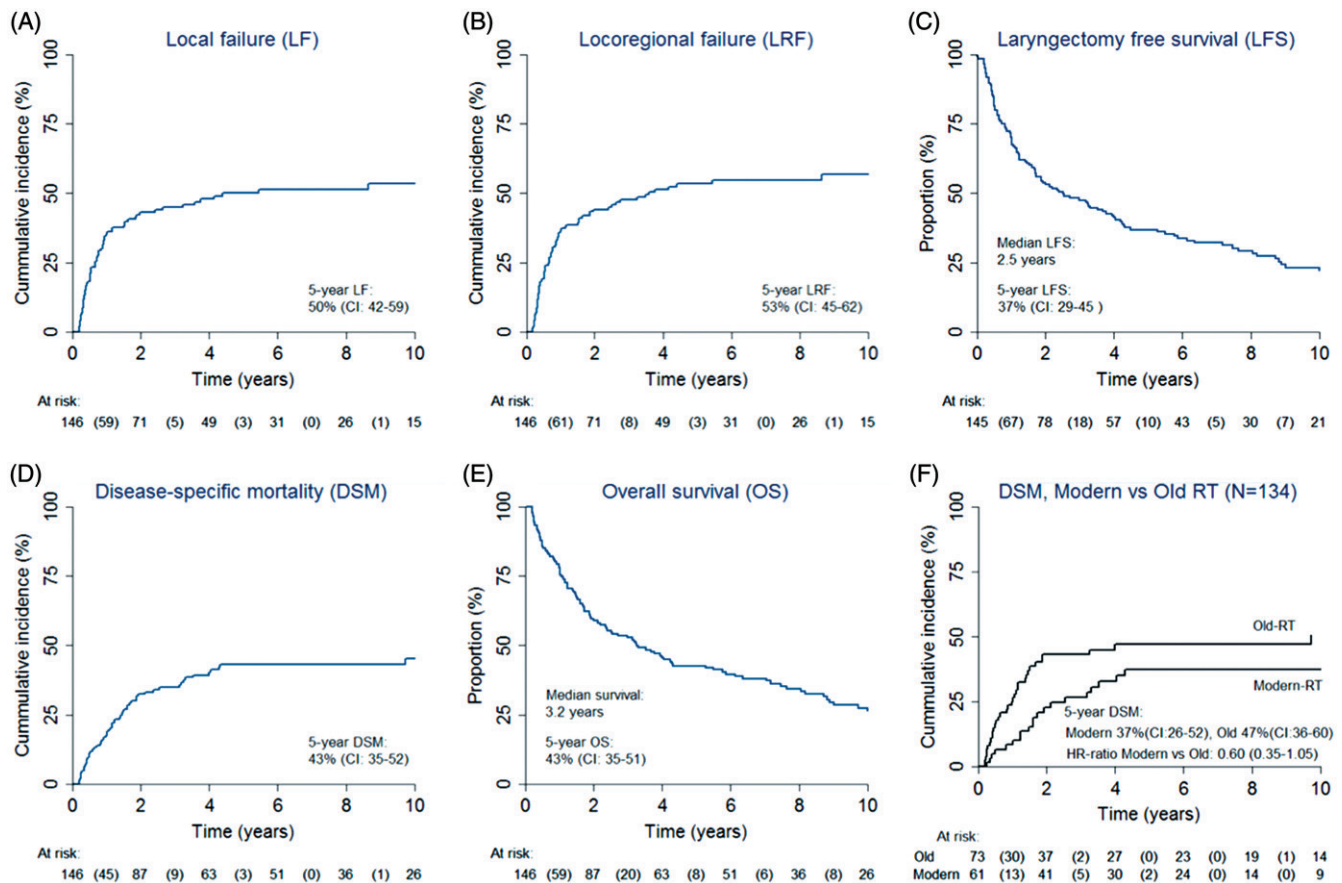 (A)
Local failure (LF)
Cummulative incidence (%)
100
75
50
25
0
5-year LF:
50% (CI: 42-59)
0 2 4 6 8 10
Time (years)
At risk:
146 (59) 71 (5) 49 (3) 31 (0) 26 (1) 15
(B)
Locoregional failure (LRF)
Cummulative incidence (%)
100
75
50
25
0
5-year LRF:
53% (CI: 45-62)
0 2 4 6 8 10
Time (years)
At risk:
146 (61) 71 (8) 49 (3) 31 (0) 26 (1) 15
(C)
Laryngectomy free survival (LFS)
Proportion (%)
100
75
50
25
0
Median LFS:
2.5 years
5-year LFS:
37% (CI: 29-45 )
0 2 4 6 8 10
Time (years)
At risk:
145 (67) 78 (18) 57 (10) 43 (5) 30 (7) 21
(D)
Disease-specific mortality (DSM)
Cummulative incidence (%)
100
75
50
25
0
5-year DSM:
43% (CI: 35-52)
0 2 4 6 8 10
Time (years)
At risk:
146 (45) 87 (9) 63 (3) 51 (0) 36 (1) 26
(E)
Overall survival (OS)
Proportion (%)
100
75
50
25
0
Median survival:
3.2 years
5-year OS:
43% (CI: 35-51)
0 2 4 6 8 10
Time (years)
At risk:
146 (59) 87 (20) 63 (8) 51 (6) 36 (8) 26
(F)
DSM, Modern vs Old RT (N=134)
Cummulative incidence (%)
100
75
50
25
0
Old-RT
Modern-RT
5-year DSM:
Modern 37%(CI:26-52), Old 47%(CI:36-60)
HR-ratio Modern vs Old: 0.60 (0.35-1.05)
0 2 4 6 8 10
Time (years)
At risk:
Old 73 (30) 37 (2) 27 (0) 23 (0) 19 (1) 14
Modern 61 (13) 41 (5) 30 (2) 24 (0) 14 (0) 9